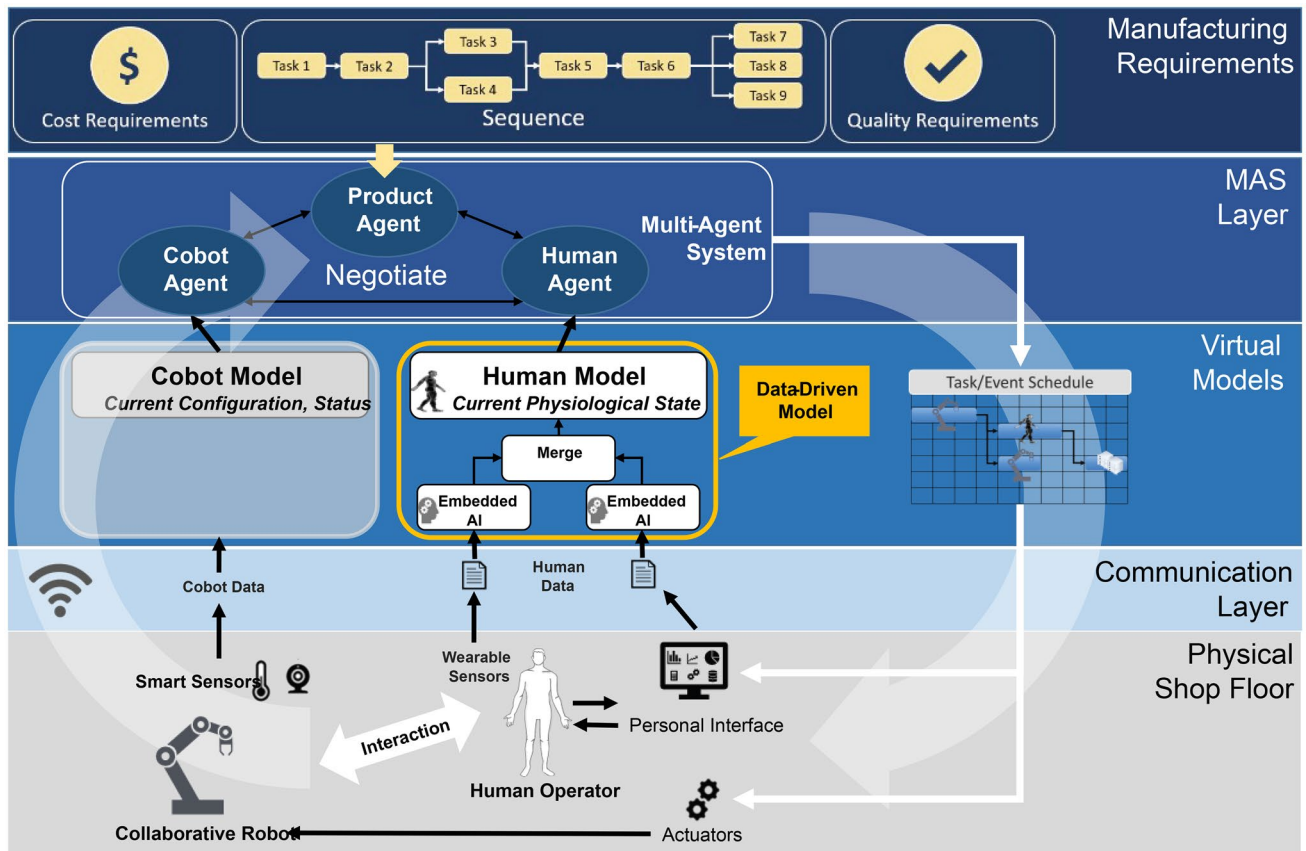 Manufacturing
Requirements
$
Cost Requirements
Task 1
Task 2
Task 3
Task 4
Task 5
Task 6
Task 7
Task 8
Task 9
Sequence
Quality Requirements
MAS
Layer
Product
Agent
Cobot
Agent
Negotiate
Human
Agent
Multi-Agent
System
Virtual
Models
Cobot Model
Current Configuration, Status
Human Model
Current Physiological State
Merge
Embedded
AI
Embedded
AI
Data-Driven
Model
Task/Event Schedule
Communication
Layer
Cobot Data
Human
Data
Physical
Shop Floor
Smart Sensors
Wearable
Sensors
Interaction
Personal Interface
Human Operator
Collaborative Robot
Actuators